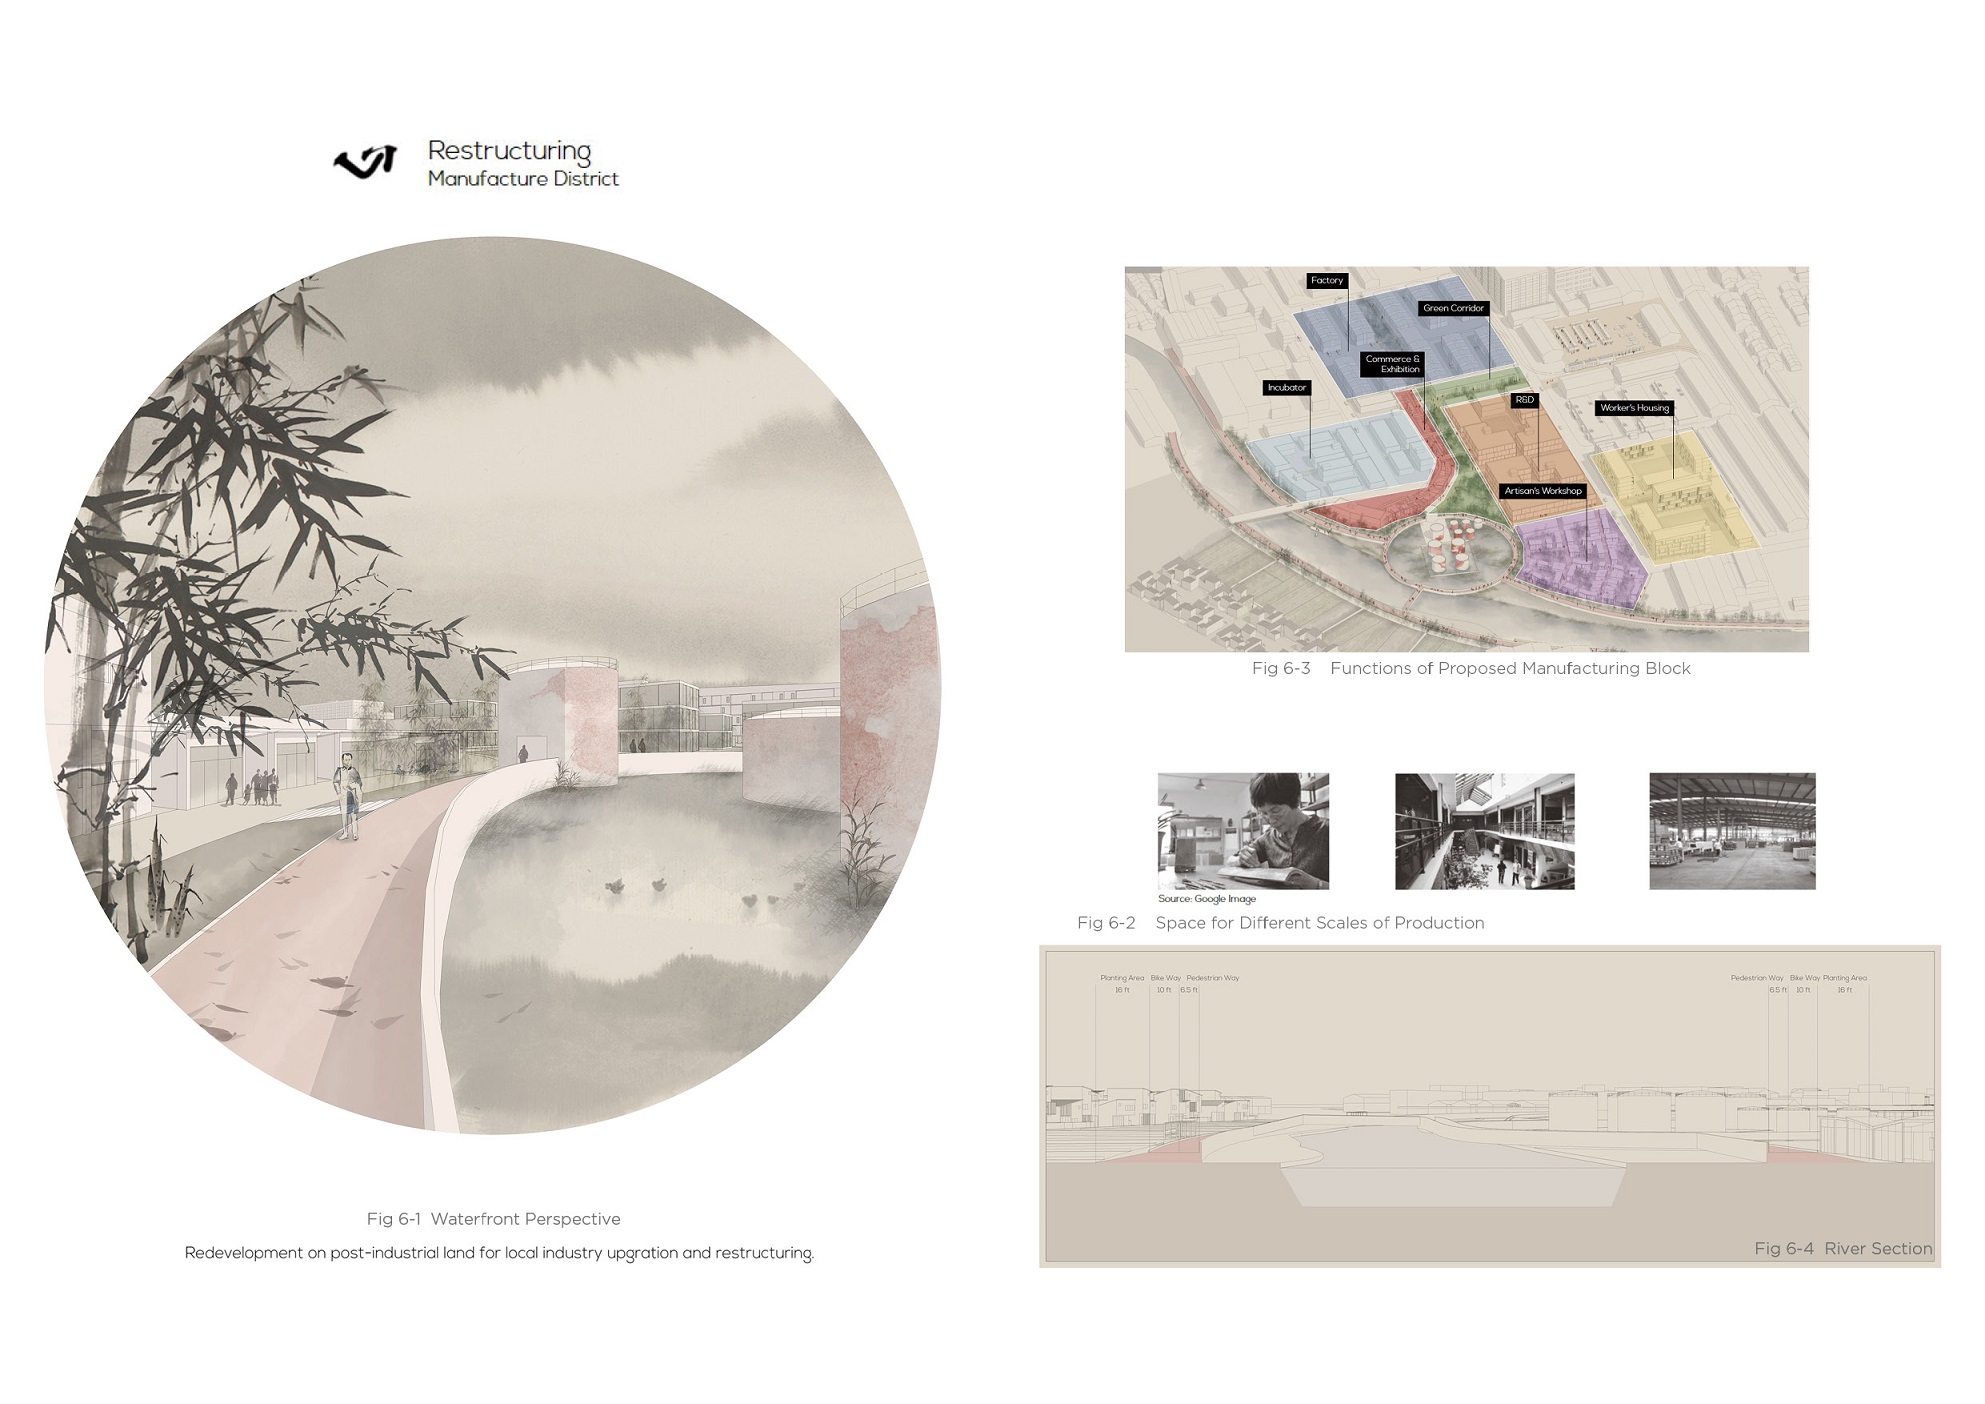 Restructuring
Manufacture District
Fig 6-1 Waterfront Perspective
Redevelopment on post-industrial land for local industry upgration and restructuring.
Factory
Green Corridor
Commerce &
Exhibition
Incubator
R&D
Worker's Housing
Artisan's Workshop
Fig 6-3 Functions of Proposed Manufacturing Block
Source: Google Image
Fig 6-2 Space for Different Scales of Production
Planting Area Bike Way Pedestrian Way
16 ft 10 ft 6.5 ft
Pedestrian Way Bike Way Planting Area
6.5 ft 10 ft 16 ft
Fig 6-4 River Section